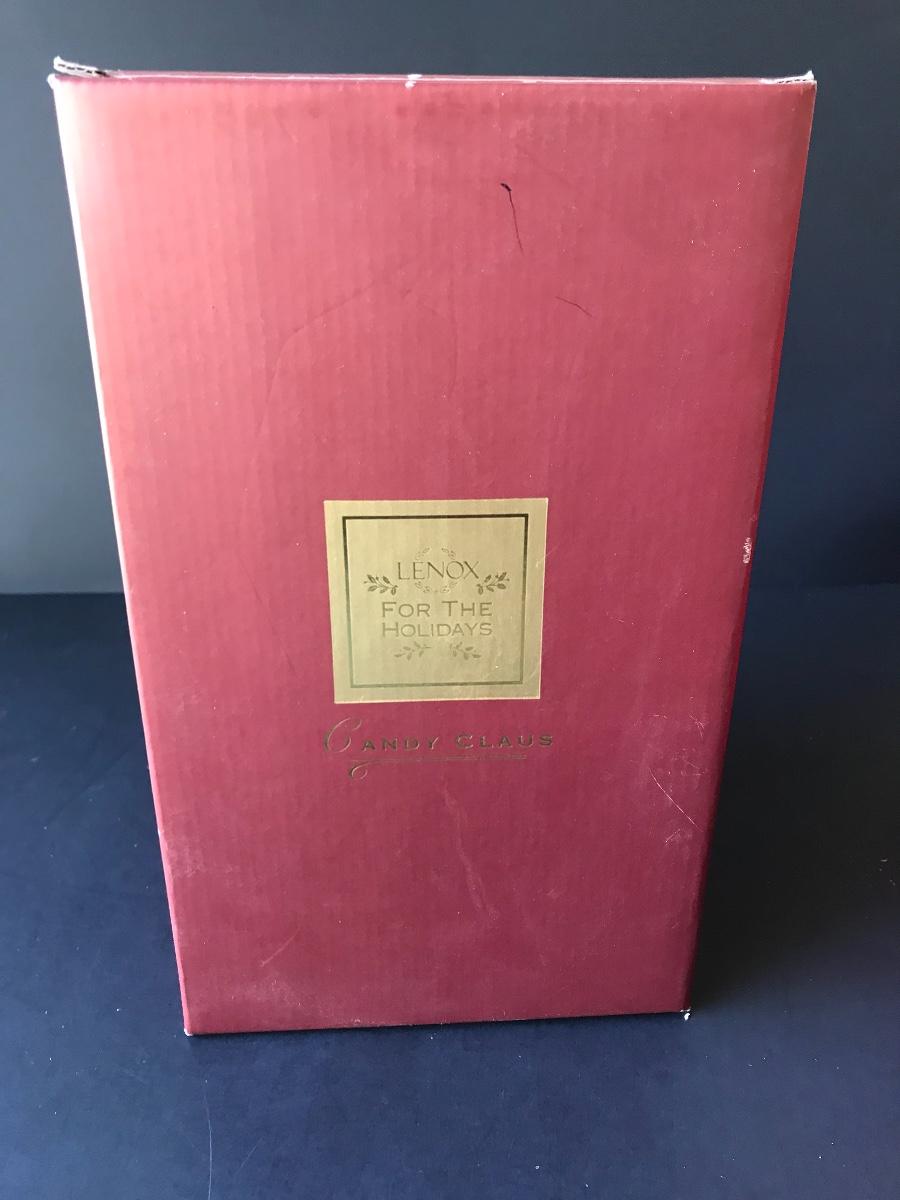 LENOX
FOR THE
HOLIDAYS
CANDY CLAUS